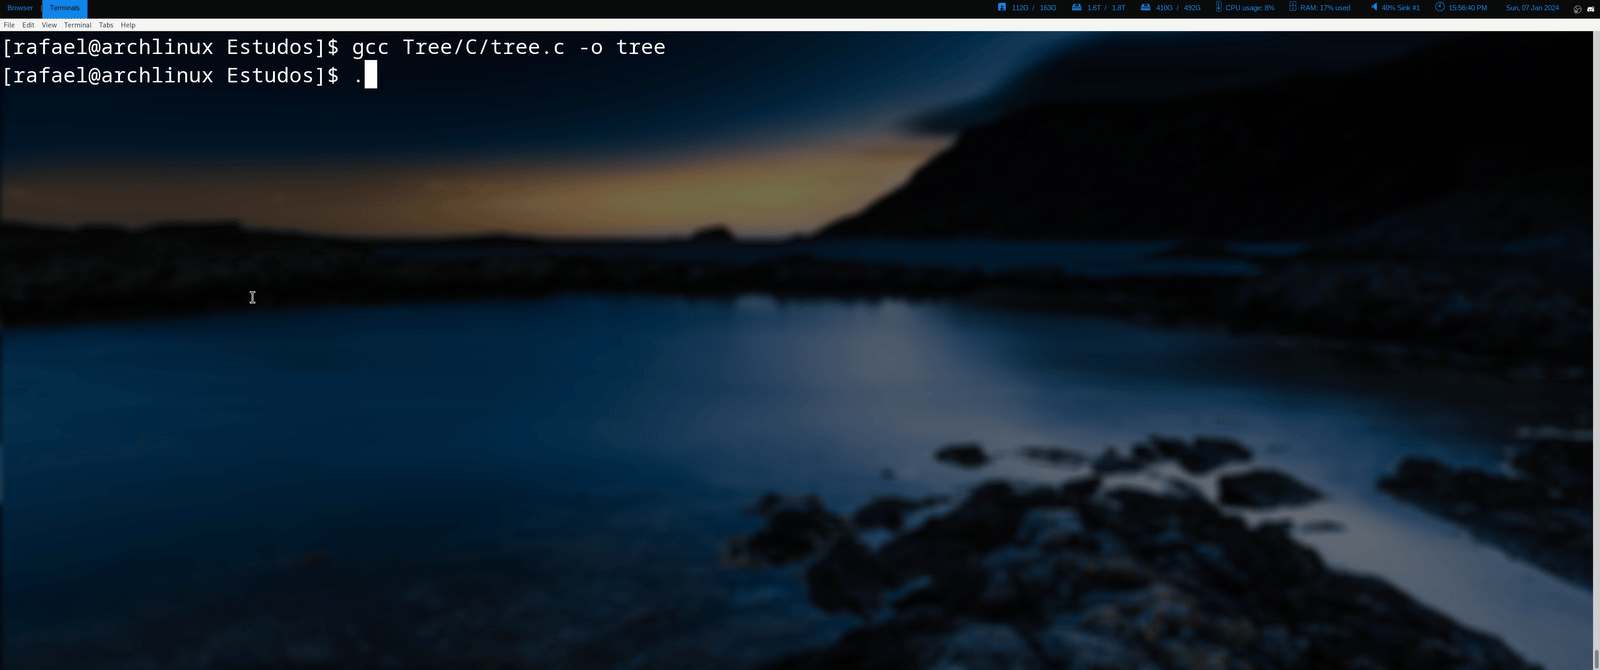 Browser Terminals 112G / 163G 1.6T / 1.8T 410G / 492G CPU usage: 8% RAM: 17% used 40% Sink #1 15:56:40 PM Sun, 07 Jan 2024
File Edit View Terminal Tabs Help
[rafael@archlinux Estudos]$ gcc Tree/C/tree.c -o tree
[rafael@archlinux Estudos]$ .